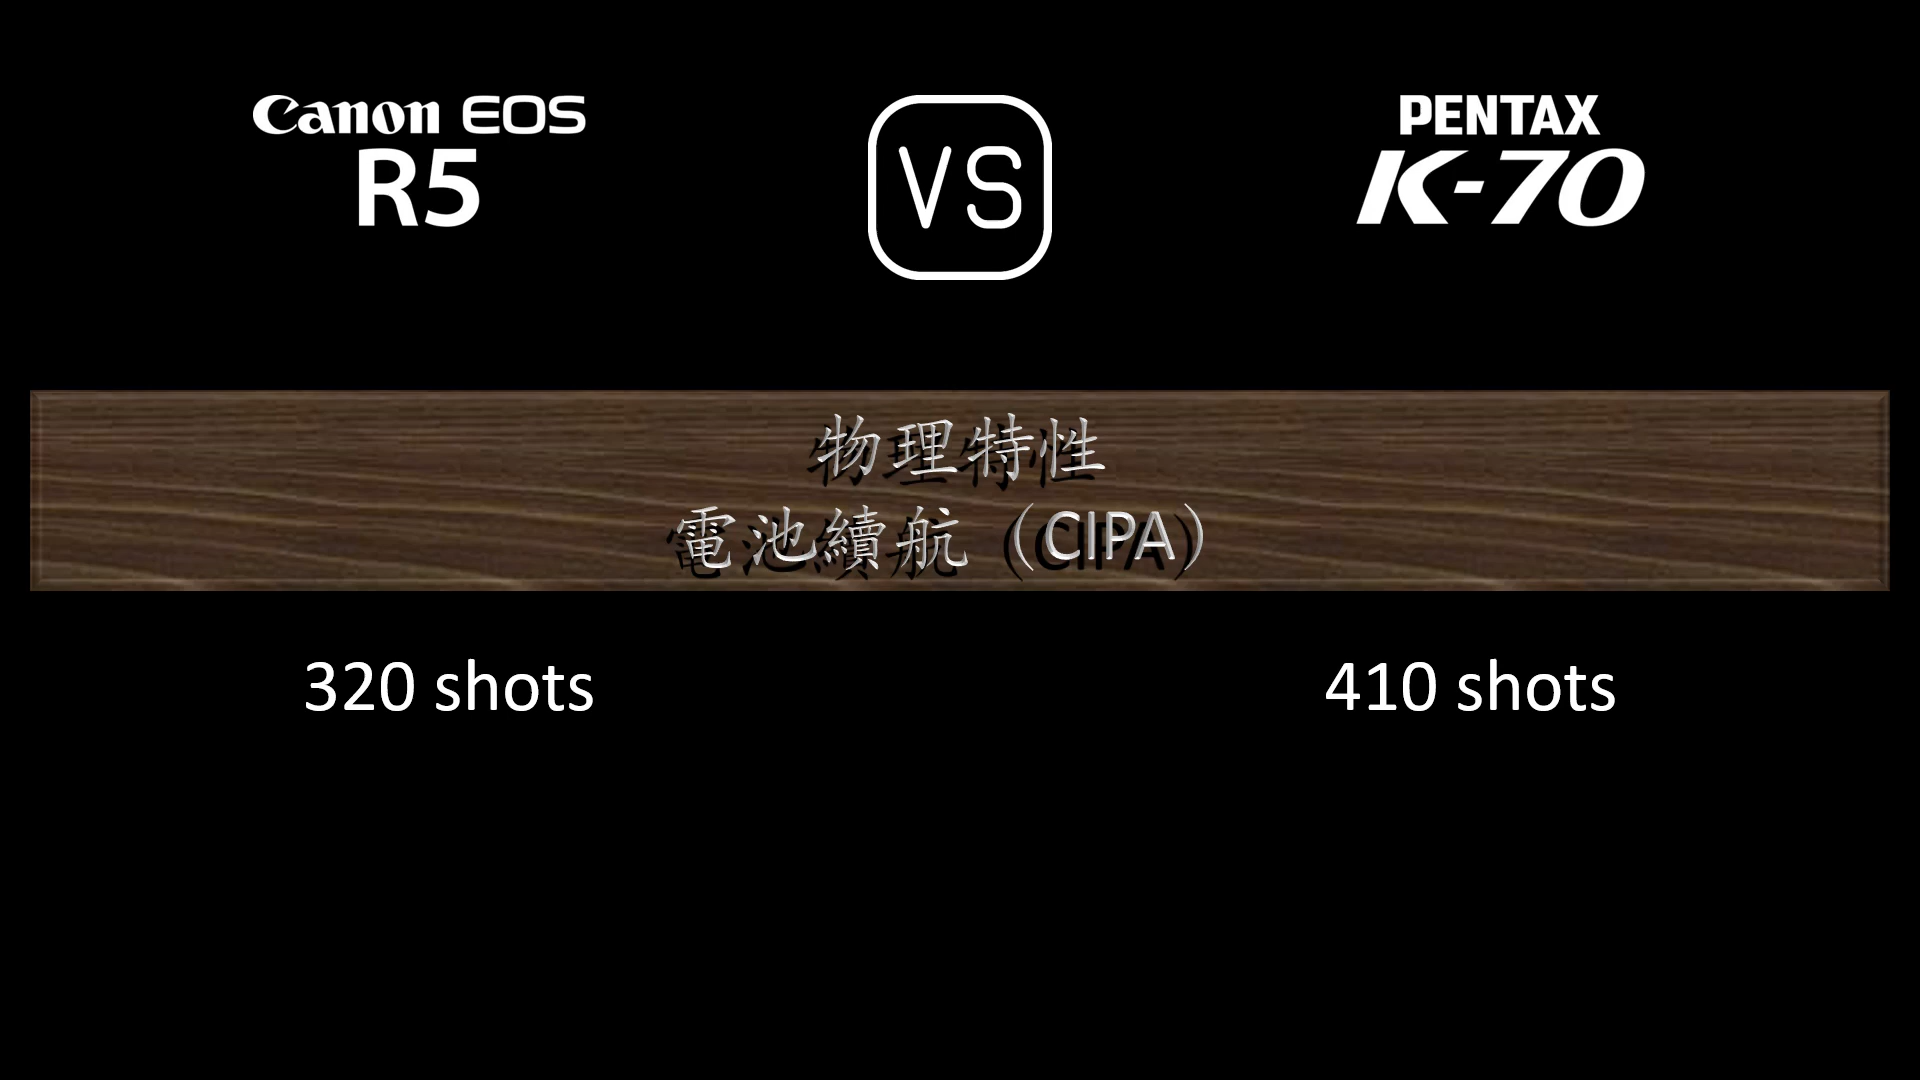 Canon EOS
R5
VS
PENTAX
K-70
物理特性
電池續航（CIPA）
320 shots
410 shots